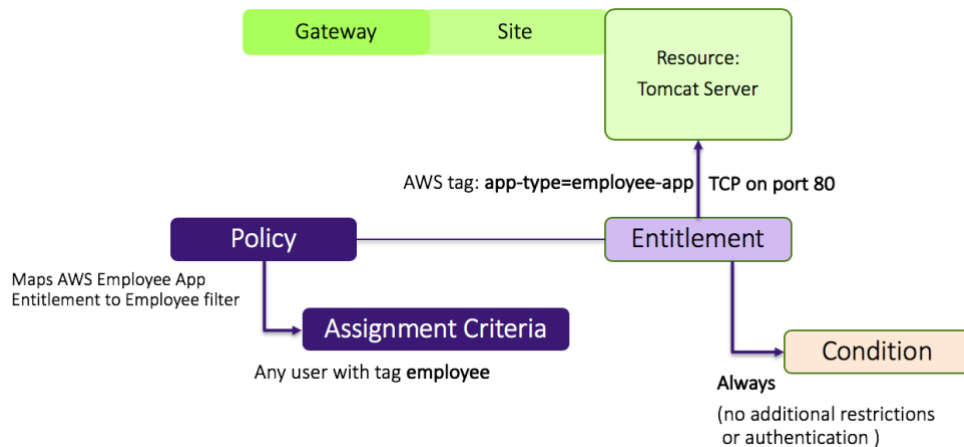 Gateway
Site
Resource:
Tomcat Server
AWS tag: app-type=employee-app
TCP on port 80
Policy
Entitlement
Maps AWS Employee App
Entitlement to Employee filter
Assignment Criteria
Any user with tag employee
Condition
Always
(no additional restrictions
or authentication )